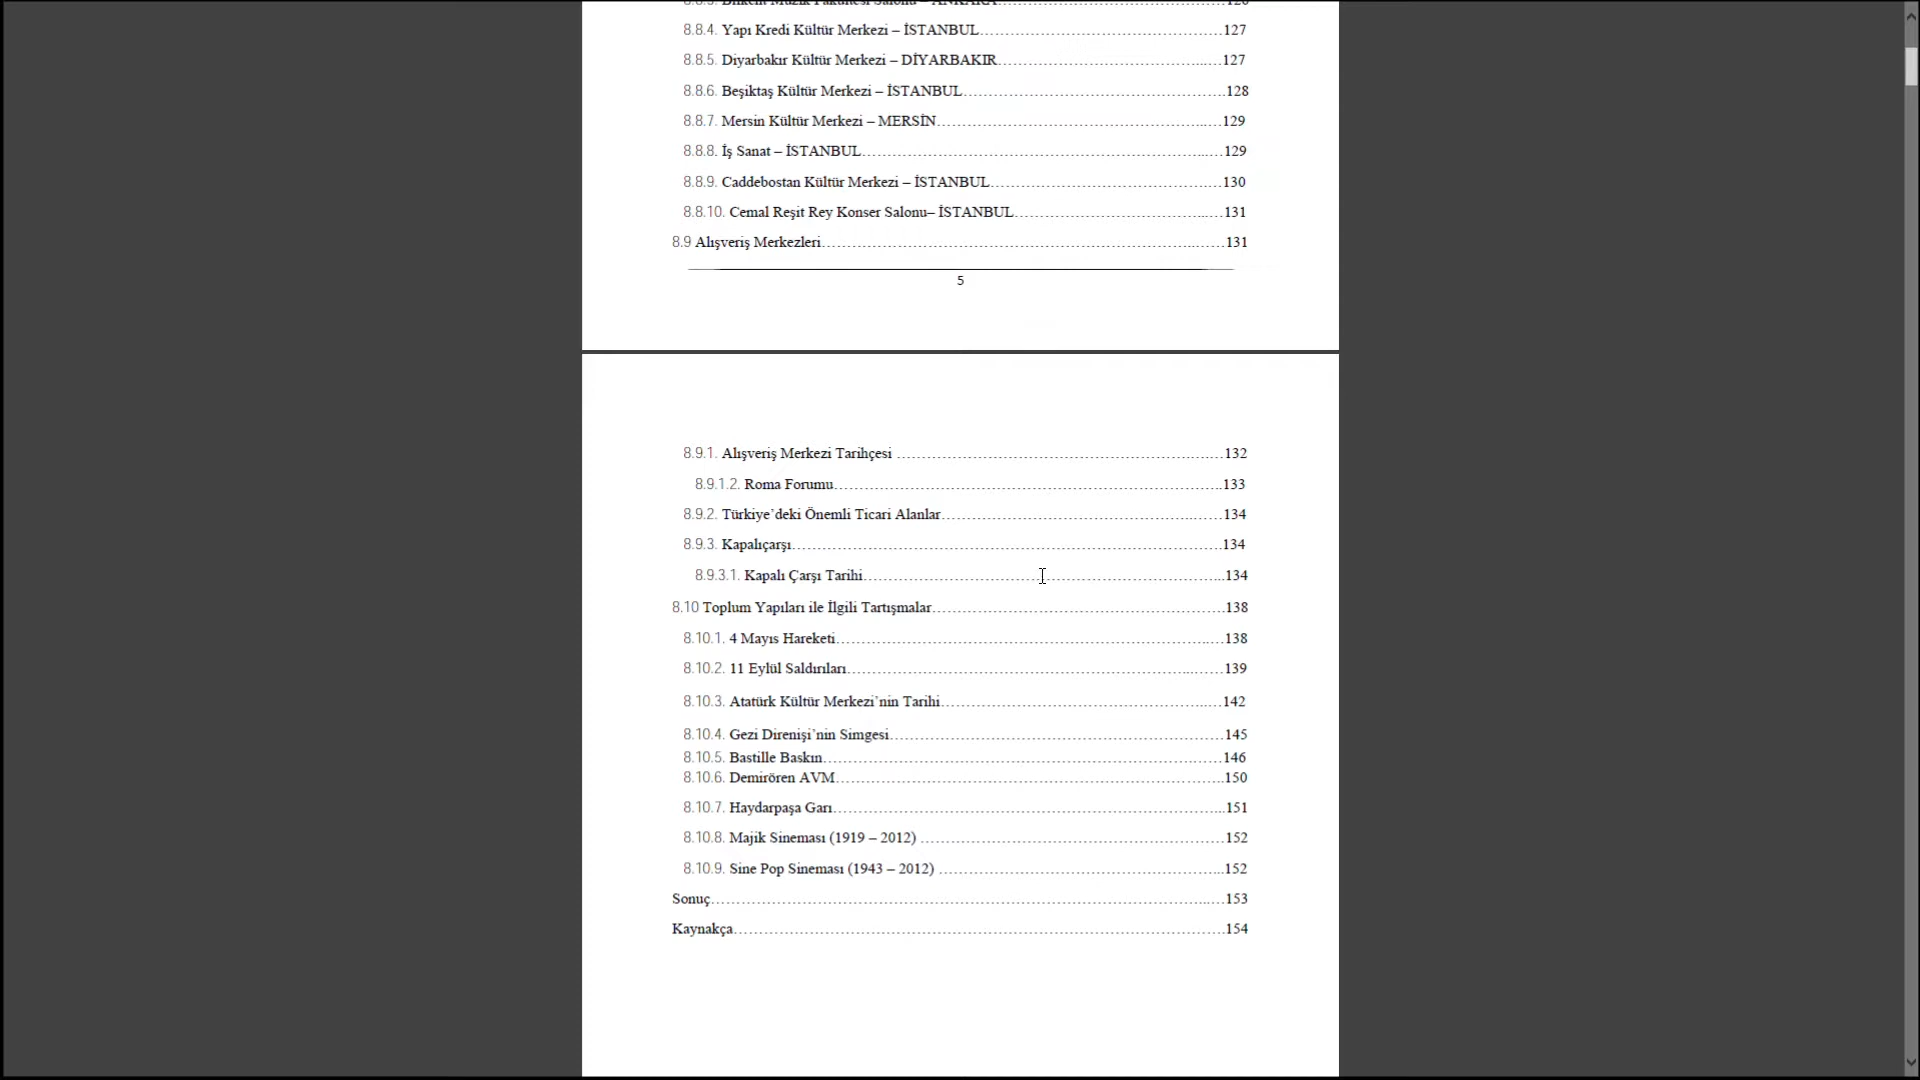 8.8.4. Yapı Kredi Kültür Merkezi – İSTANBUL……………………………………………127
8.8.5. Diyarbakır Kültür Merkezi – DİYARBAKIR…………………………………………127
8.8.6. Beşiktaş Kültür Merkezi – İSTANBUL………………………………………………128
8.8.7. Mersin Kültür Merkezi – MERSİN……………………………………………………129
8.8.8. İş Sanat – İSTANBUL…………………………………………………………………129
8.8.9. Caddebostan Kültür Merkezi – İSTANBUL…………………………………………130
8.8.10. Cemal Reşit Rey Konser Salonu– İSTANBUL………………………………………131
8.9 Alışveriş Merkezleri……………………………………………………………………131
5
8.9.1. Alışveriş Merkezi Tarihçesi …………………………………………………………132
8.9.1.2. Roma Forumu………………………………………………………………………133
8.9.2. Türkiye’deki Önemli Ticari Alanlar…………………………………………………134
8.9.3. Kapalıçarşı……………………………………………………………………………134
8.9.3.1. Kapalı Çarşı Tarihi…………………………………………………………………134
8.10 Toplum Yapıları ile İlgili Tartışmalar…………………………………………………138
8.10.1. 4 Mayıs Hareketi……………………………………………………………………138
8.10.2. 11 Eylül Saldırıları……………………………………………………………………139
8.10.3. Atatürk Kültür Merkezi’nin Tarihi…………………………………………………142
8.10.4. Gezi Direnişi’nin Simgesi……………………………………………………………145
8.10.5. Bastille Baskın………………………………………………………………………146
8.10.6. Demirören AVM……………………………………………………………………150
8.10.7. Haydarpaşa Garı……………………………………………………………………151
8.10.8. Majik Sineması (1919 – 2012) ………………………………………………………152
8.10.9. Sine Pop Sineması (1943 – 2012) ……………………………………………………152
Sonuç…………………………………………………………………………………………153
Kaynakça………………………………………………………………………………………154